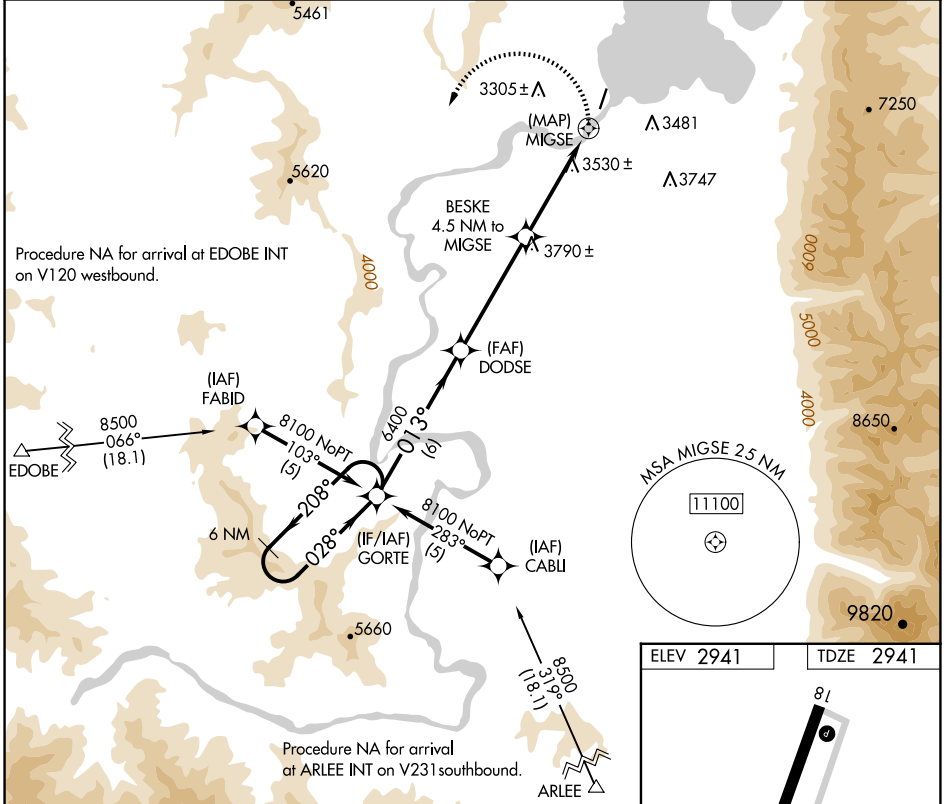 5461
3305±
7250
(MAP)
MIGSE
3481
3530±
5620
3747
BESKE
4.5 NM to
MIGSE
3790±
Procedure NA for arrival at EDOBE INT
on V120 westbound.
4000
6000
5000
4000
(FAF)
DODSE
(IAF)
FABID
8500
066°
(18.1)
EDOBE
8100 NoPT
103°
(5)
6400
013°
(6)
8650
MSA MIGSE 25 NM
11100
208°
028°
6 NM
(IF/IAF)
GORTE
8100 NoPT
283°
(5)
(IAF)
CABLI
5660
9820
8500
319°
(18.1)
ELEV 2941
TDZE 2941
18
P
Procedure NA for arrival
at ARLEE INT on V231southbound.
ARLEE